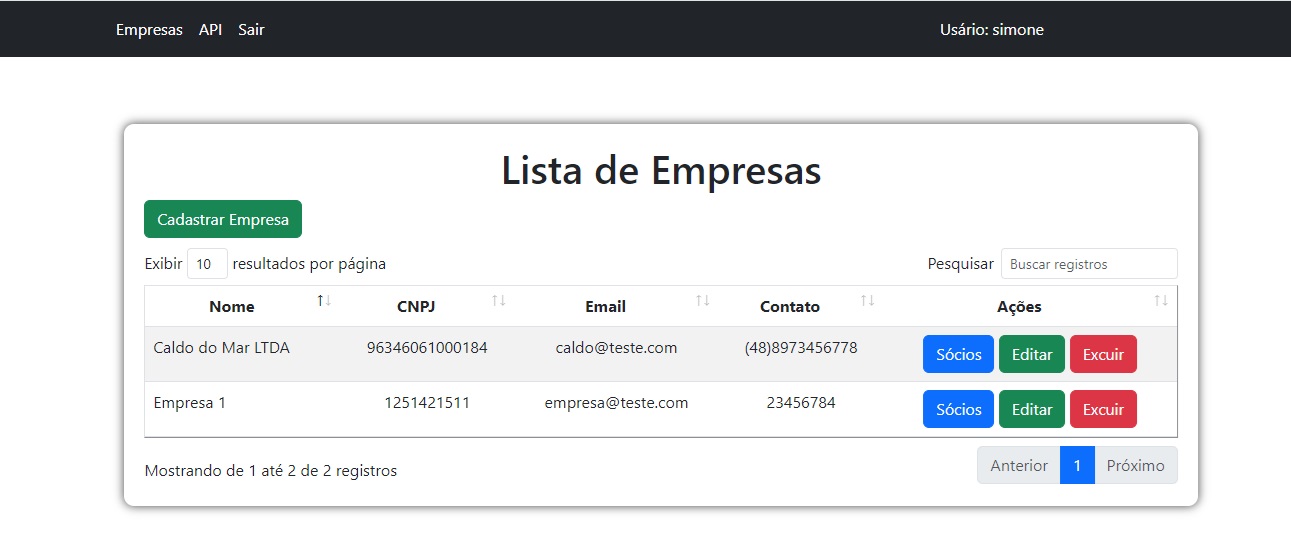 Empresas API Sair Usário: simone
Lista de Empresas
Cadastrar Empresa
Exibir 10 resultados por página Pesquisar Buscar registros
Nome CNPJ Email Contato Ações
Caldo do Mar LTDA 96346061000184 caldo@teste.com (48)8973456778 Sócios Editar Excuir
Empresa 1 1251421511 empresa@teste.com 23456784 Sócios Editar Excuir
Mostrando de 1 até 2 de 2 registros Anterior 1 Próximo